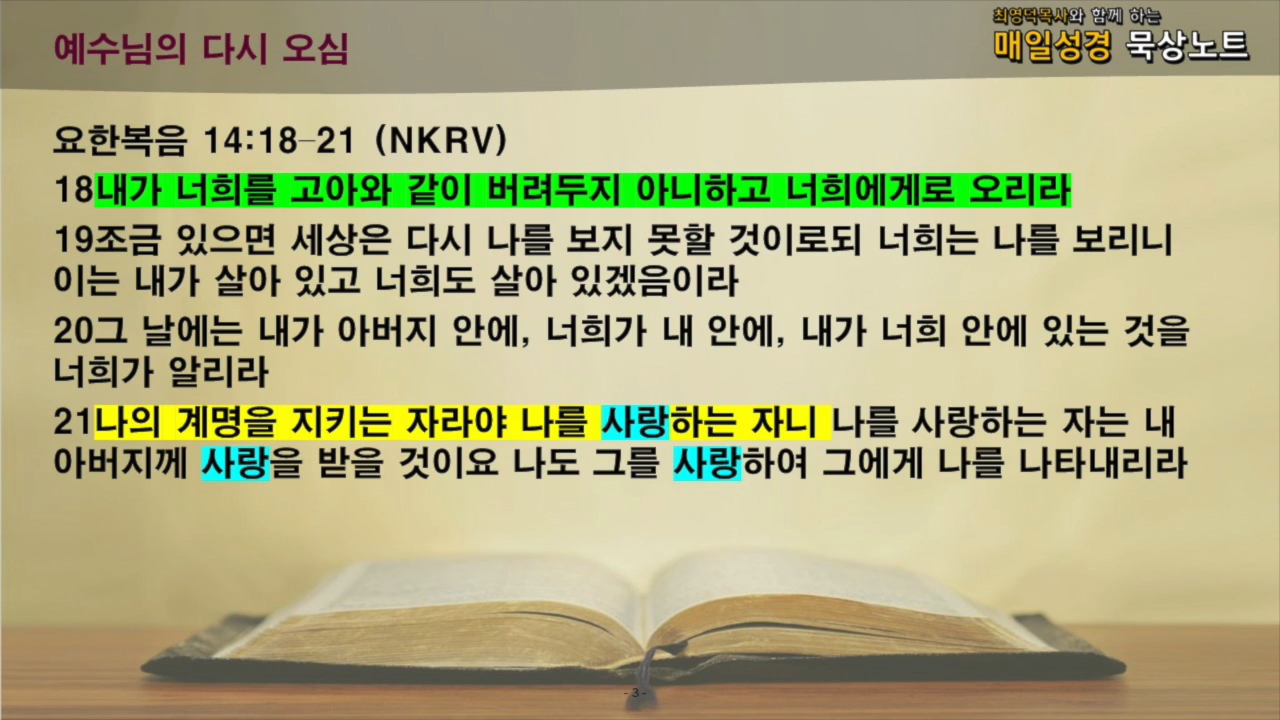 최영덕목사와 함께 하는
매일성경 묵상노트
예수님의 다시 오심
요한복음 14:18-21 (NKRV)
18내가 너희를 고아와 같이 버려두지 아니하고 너희에게로 오리라
19조금 있으면 세상은 다시 나를 보지 못할 것이로되 너희는 나를 보리니
이는 내가 살아 있고 너희도 살아 있겠음이라
20그 날에는 내가 아버지 안에, 너희가 내 안에, 내가 너희 안에 있는 것을
너희가 알리라
21나의 계명을 지키는 자라야 나를 사랑하는 자니 나를 사랑하는 자는 내
아버지께 사랑을 받을 것이요 나도 그를 사랑하여 그에게 나를 나타내리라
- 3 -